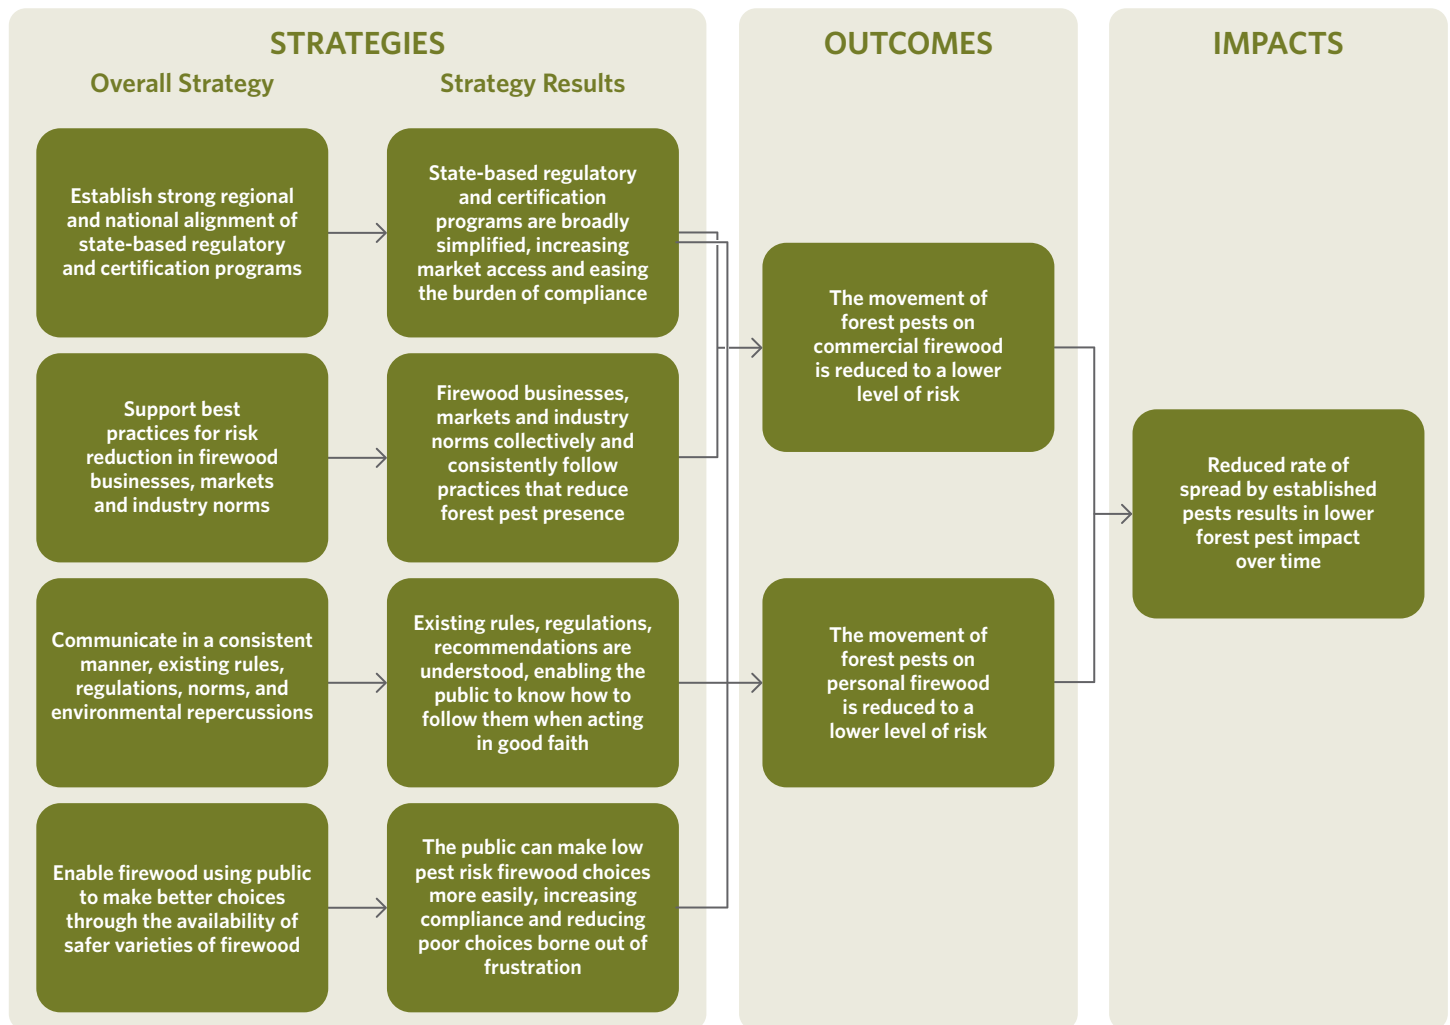 STRATEGIES
Overall Strategy
Strategy Results
Establish strong regional
and national alignment of
state-based regulatory
and certification programs
State-based regulatory
and certification
programs are broadly
simplified, increasing
market access and easing
the burden of compliance
Support best
practices for risk
reduction in firewood
businesses, markets
and industry norms
Firewood businesses,
markets and industry
norms collectively and
consistently follow
practices that reduce
forest pest presence
Communicate in a consistent
manner, existing rules,
regulations, norms, and
environmental repercussions
Existing rules, regulations,
recommendations are
understood, enabling the
public to know how to
follow them when acting
in good faith
Enable firewood using public
to make better choices
through the availability of
safer varieties of firewood
The public can make low
pest risk firewood choices
more easily, increasing
compliance and reducing
poor choices borne out of
frustration
OUTCOMES
The movement of
forest pests on
commercial firewood
is reduced to a lower
level of risk
The movement of
forest pests on
personal firewood
is reduced to a
lower level of risk
IMPACTS
Reduced rate of
spread by established
pests results in lower
forest pest impact
over time